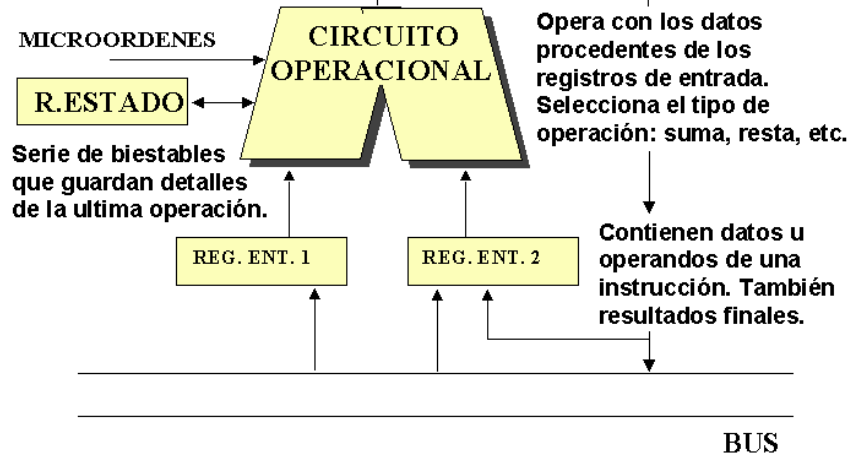 MICROORDENES
CIRCUITO
OPERACIONAL
R.ESTADO
Opera con los datos
procedentes de los
registros de entrada.
Selecciona el tipo de
operación: suma, resta, etc.
Serie de biestables
que guardan detalles
de la ultima operación.
REG. ENT. 1
REG. ENT. 2
Contienen datos u
operandos de una
instrucción. También
resultados finales.
BUS